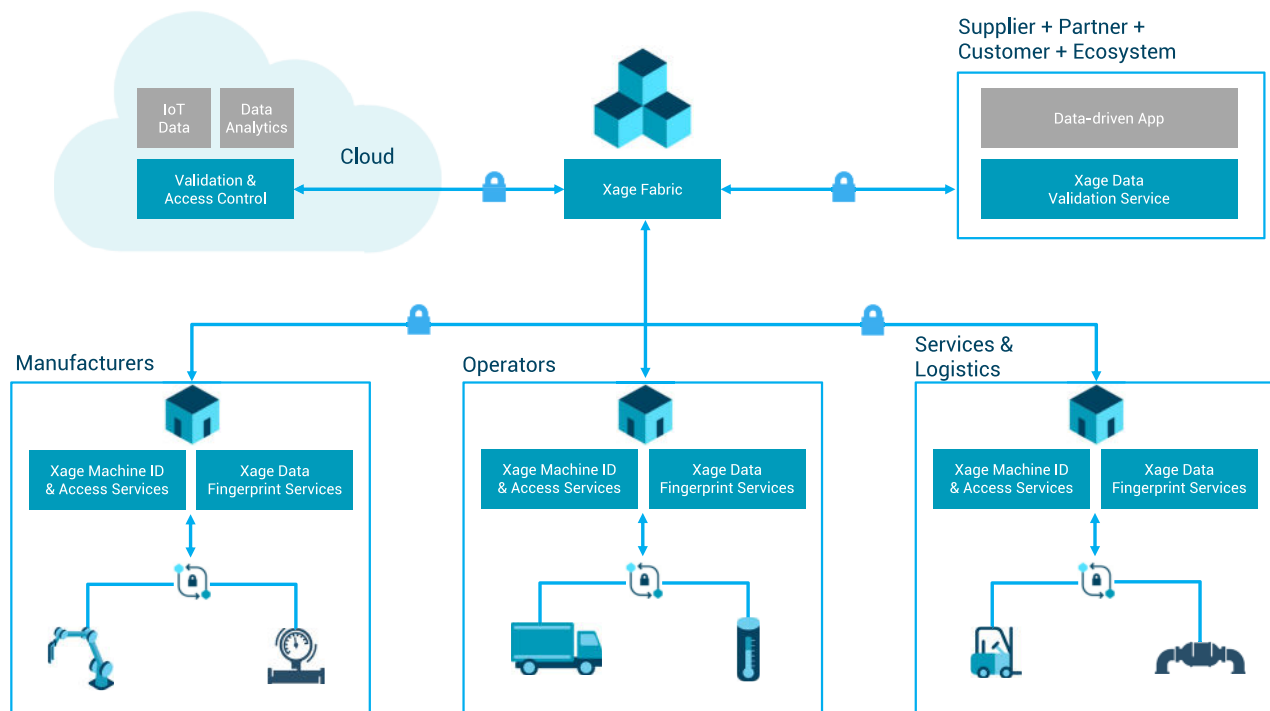 Supplier + Partner +
Customer + Ecosystem
IoT
Data
Data
Analytics
Cloud
Validation &
Access Control
Xage Fabric
Data-driven App
Xage Data
Validation Service
Manufacturers
Operators
Services &
Logistics
Xage Machine ID
& Access Services
Xage Data
Fingerprint Services
Xage Machine ID
& Access Services
Xage Data
Fingerprint Services
Xage Machine ID
& Access Services
Xage Data
Fingerprint Services